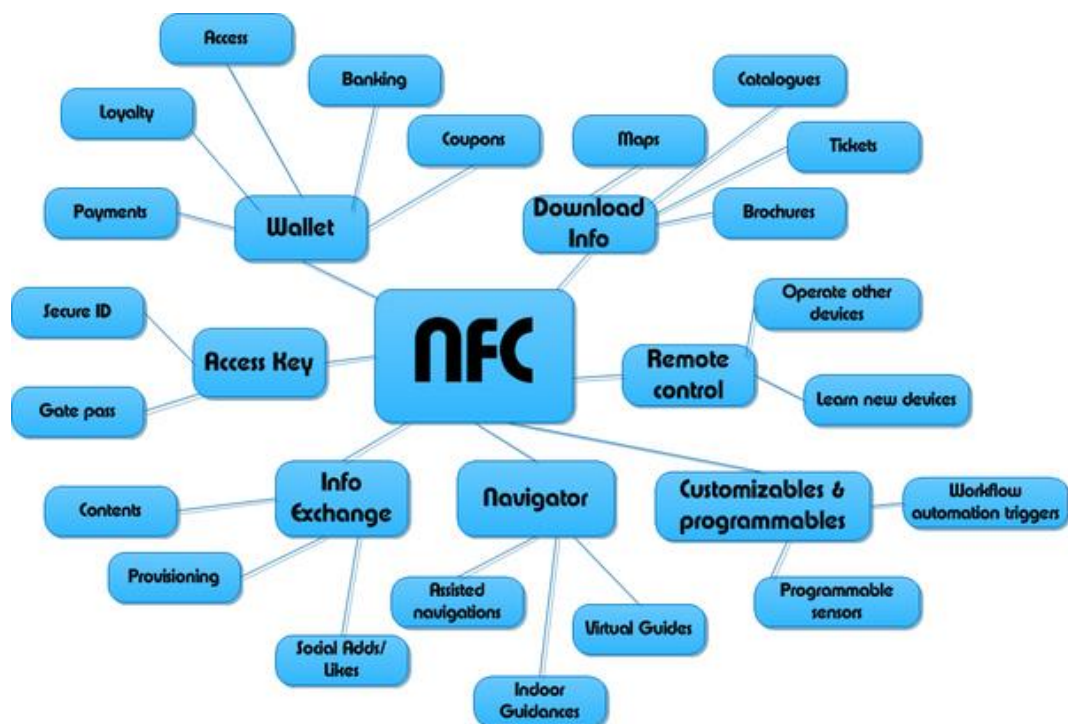 Access
Banking
Catalogues
Loyalty
Coupons
Maps
Tickets
Payments
Wallet
Download
Info
Brochures
Secure ID
Access Key
Gate pass
NFC
Operate other
devices
Remote
control
Learn new devices
Info
Exchange
Contents
Provisioning
Social Adds/
Likes
Navigator
Assisted
navigations
Indoor
Guidances
Virtual Guides
Customizables &
programmables
Workflow
automation triggers
Programmable
sensors